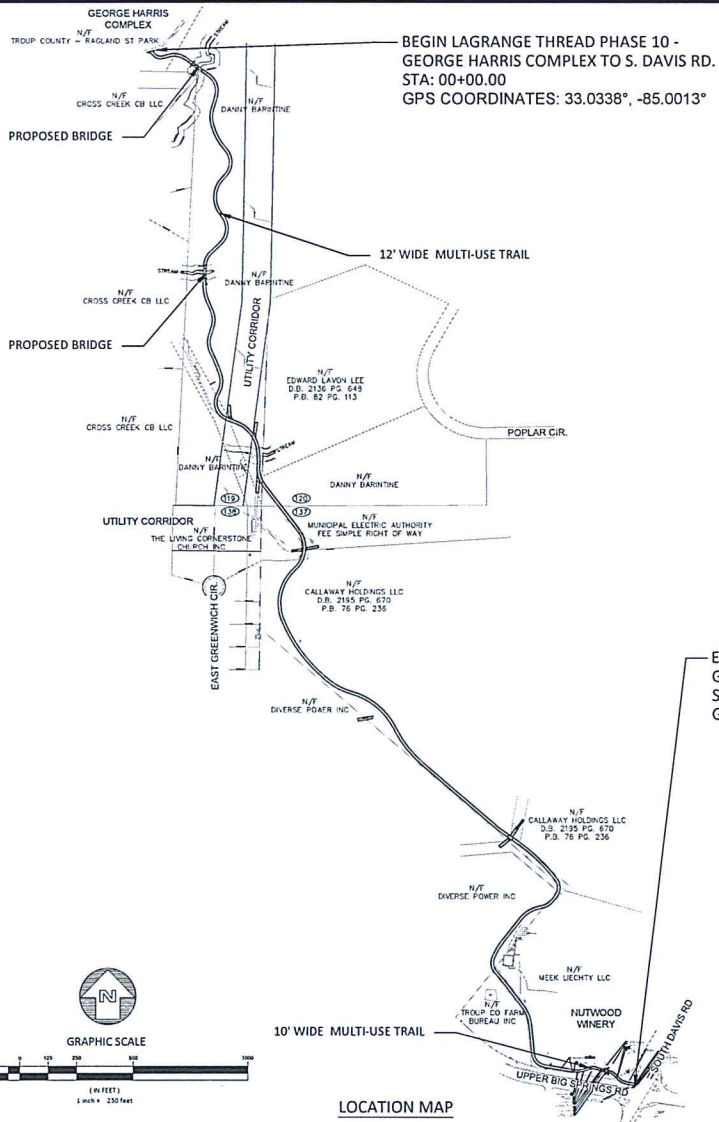 GEORGE HARRIS
COMPLEX
N/F
TROUP COUNTY - RAGLAND ST PARK
STREAM
BEGIN LAGRANGE THREAD PHASE 10 -
GEORGE HARRIS COMPLEX TO S. DAVIS RD.
STA: 00+00.00
GPS COORDINATES: 33.0338°, -85.0013°
N/F
CROSS CREEK CB LLC
N/F
DANNY BARINTINE
PROPOSED BRIDGE
12' WIDE MULTI-USE TRAIL
STREAM
N/F
DANNY BARINTINE
N/F
CROSS CREEK CB LLC
PROPOSED BRIDGE
UTILITY CORRIDOR
N/F
EDWARD LAVON LEE
D.B. 2136 PG. 648
P.B. 82 PG. 113
N/F
CROSS CREEK CB LLC
POPLAR CIR.
STREAM
N/F
DANNY BARINTINE
N/F
DANNY BARINTINE
119
120
138
137
UTILITY CORRIDOR
N/F
THE LIVING CORNERSTONE
CHURCH INC
N/F
MUNICIPAL ELECTRIC AUTHORITY
FEE SIMPLE RIGHT OF WAY
EAST GREENWICH CIR.
N/F
CALLAWAY HOLDINGS LLC
D.B. 2195 PG. 670
P.B. 76 PG. 236
E
G
S
G
N/F
DIVERSE POWER INC
N/F
CALLAWAY HOLDINGS LLC
D.B. 2195 PG. 670
P.B. 76 PG. 236
N/F
DIVERSE POWER INC
N/F
MEEK LIECHTY LLC
N/F
TROUP CO FARM
BUREAU INC
NUTWOOD
WINERY
10' WIDE MULTI-USE TRAIL
UPPER BIG SPRINGS RD
SOUTH DAVIS RD
N
GRAPHIC SCALE
0 125 250 500 1000
( IN FEET )
1 inch = 250 feet
LOCATION MAP